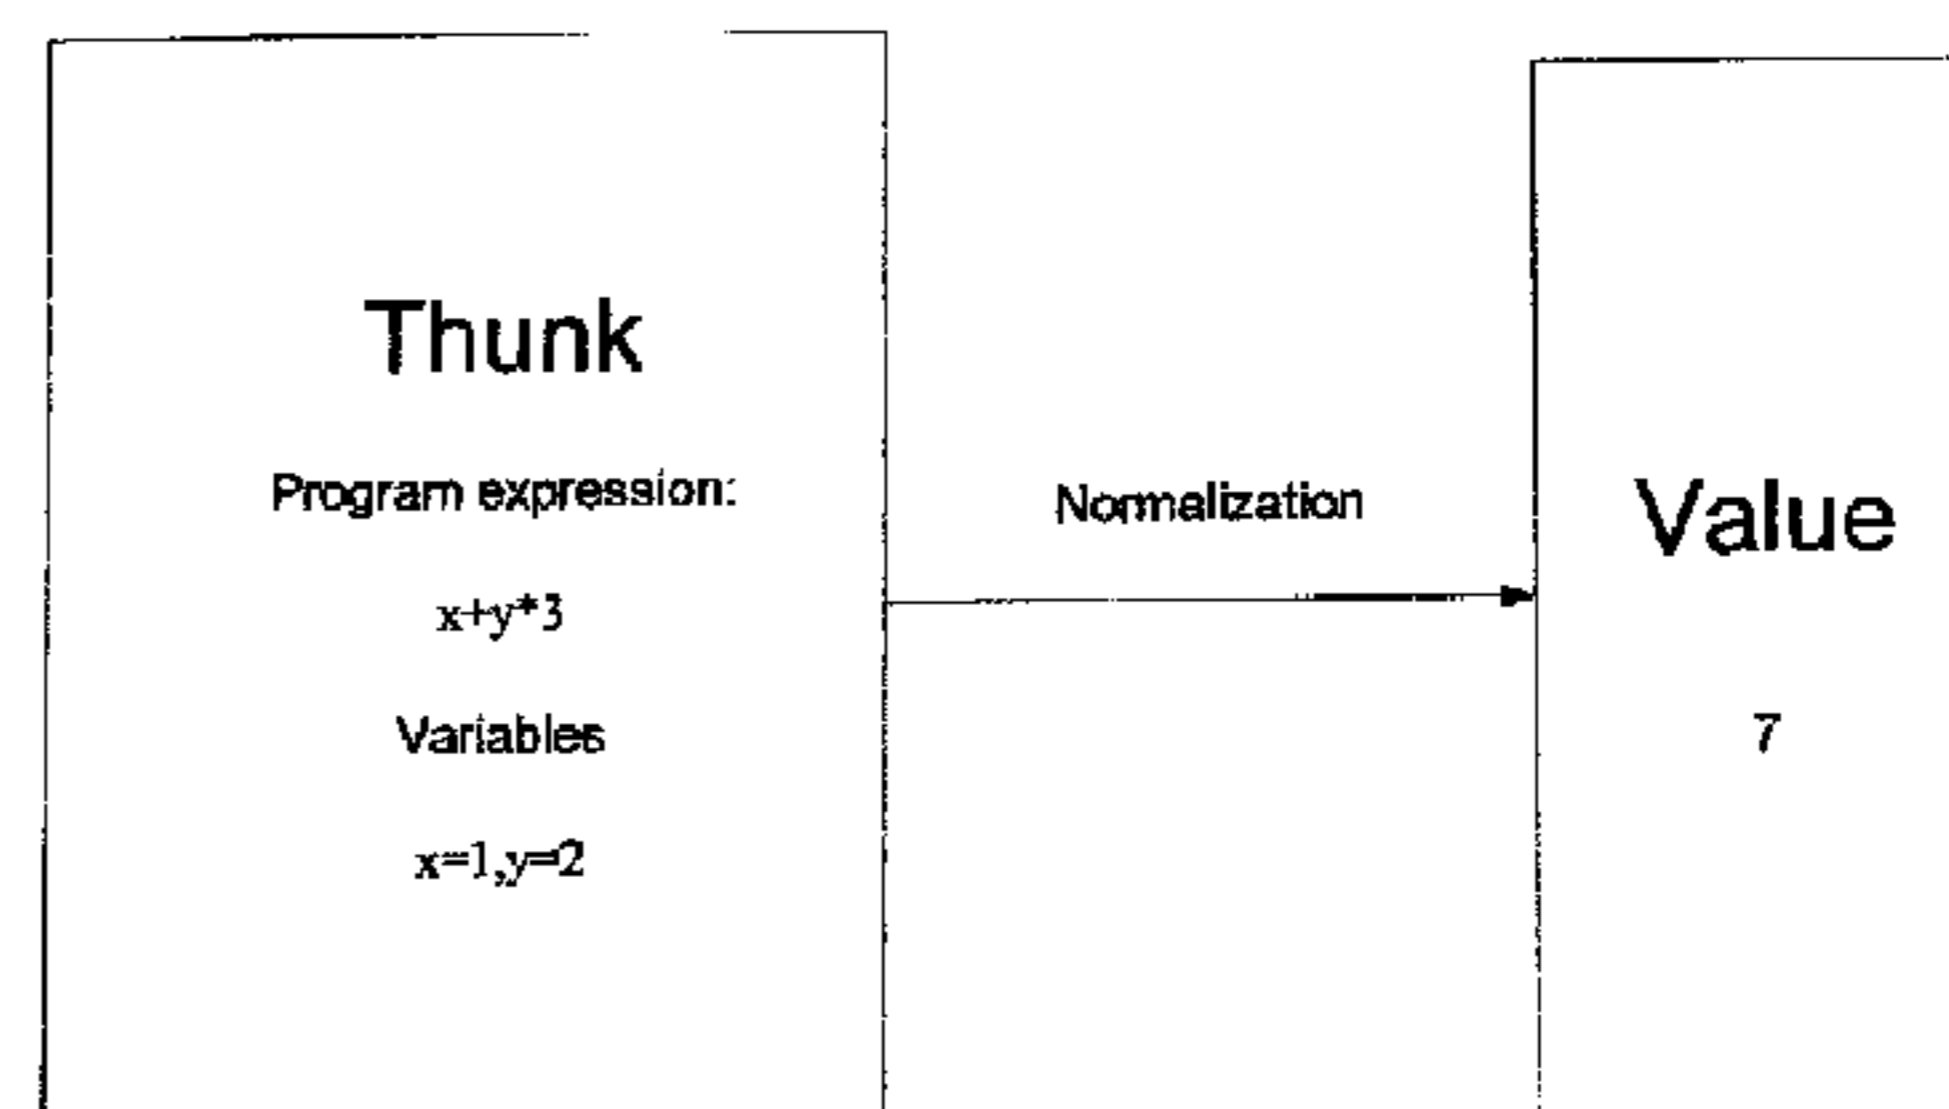 Thunk
Program expression:
x+y*3
Variables
x=1,y=2
Normalization
Value
7